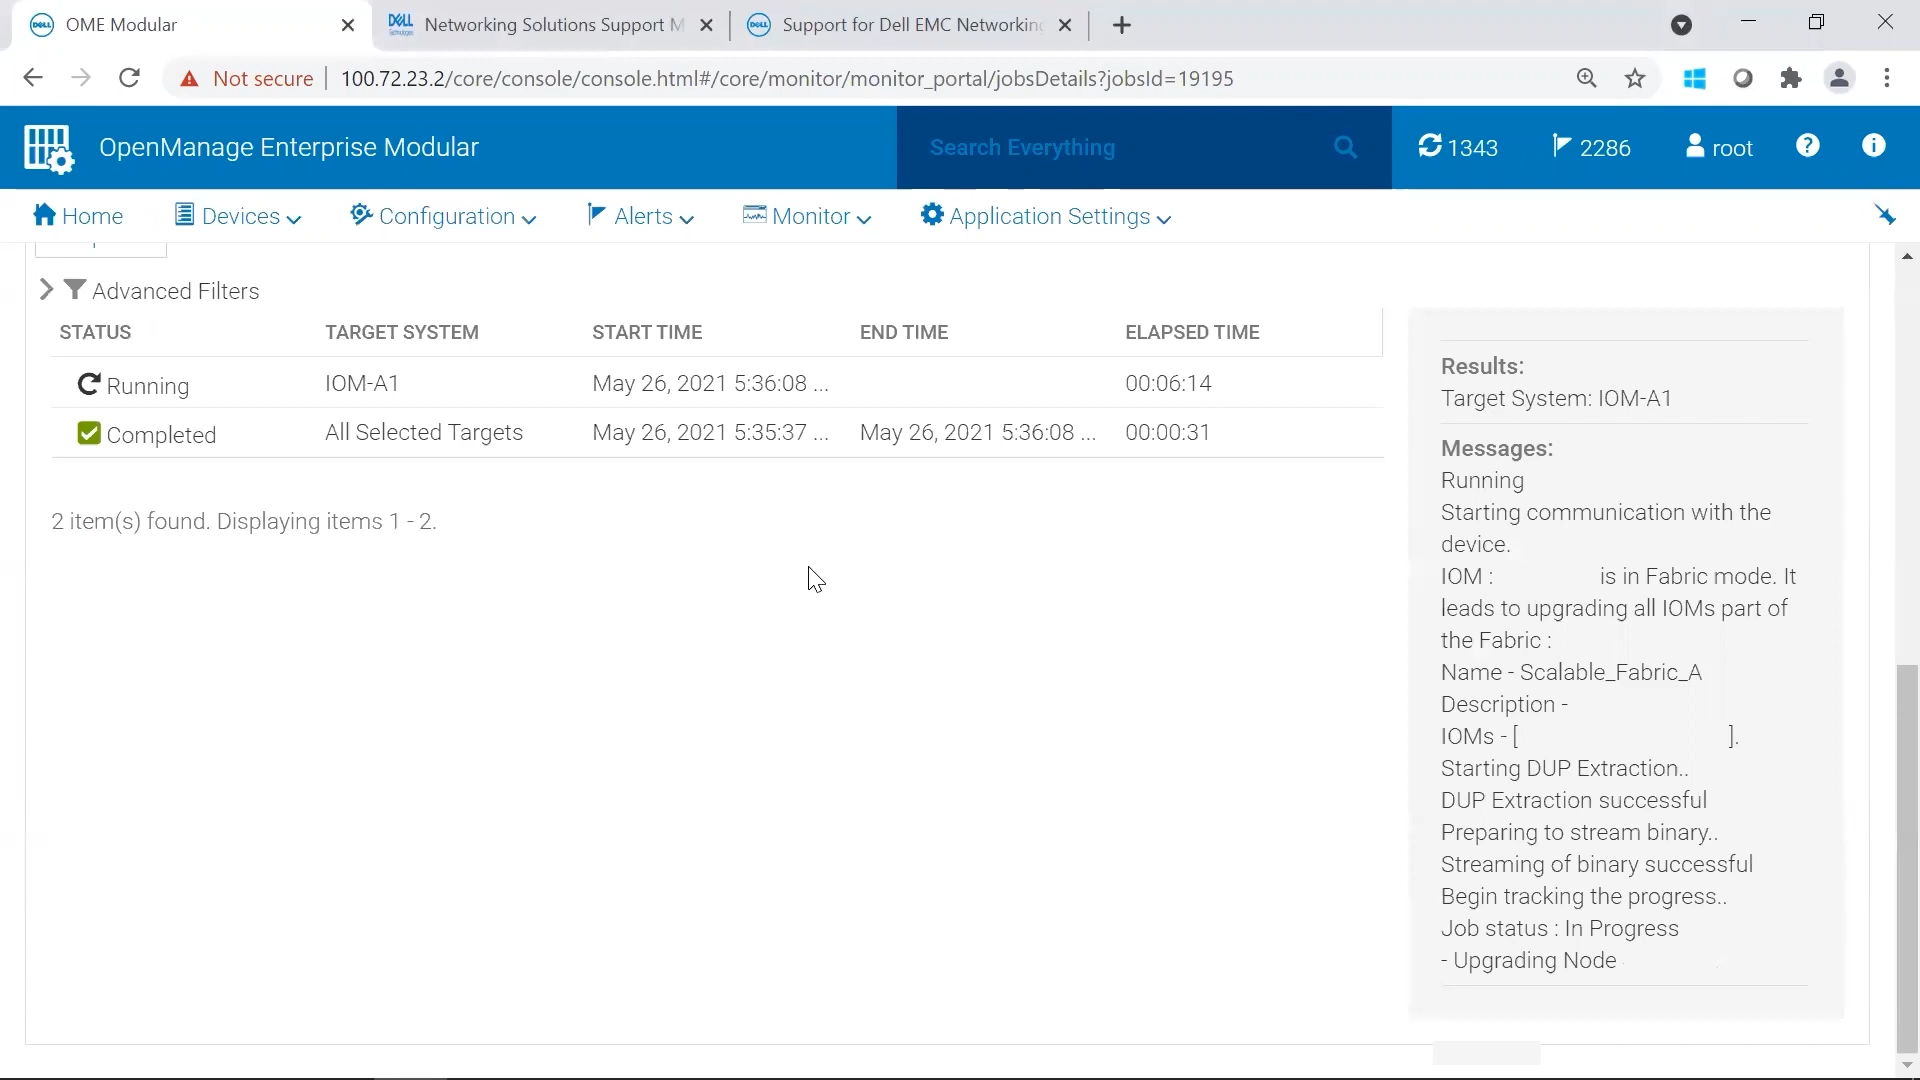 OME Modular
DELL Technologies
Networking Solutions Support M
Support for Dell EMC Networking
Not secure
100.72.23.2/core/console/console.html#/core/monitor/monitor_portal/jobsDetails?jobsId=19195
OpenManage Enterprise Modular
Search Everything
1343
2286
root
Home
Devices
Configuration
Alerts
Monitor
Application Settings
Advanced Filters
STATUS TARGET SYSTEM START TIME END TIME ELAPSED TIME
Running IOM-A1 May 26, 2021 5:36:08 ... 00:06:14
Completed All Selected Targets May 26, 2021 5:35:37 ... May 26, 2021 5:36:08 ... 00:00:31
2 item(s) found. Displaying items 1 - 2.
Results:
Target System: IOM-A1
Messages:
Running
Starting communication with the
device.
IOM : is in Fabric mode. It
leads to upgrading all IOMs part of
the Fabric :
Name - Scalable_Fabric_A
Description -
IOMs - [ ].
Starting DUP Extraction..
DUP Extraction successful
Preparing to stream binary..
Streaming of binary successful
Begin tracking the progress..
Job status : In Progress
- Upgrading Node